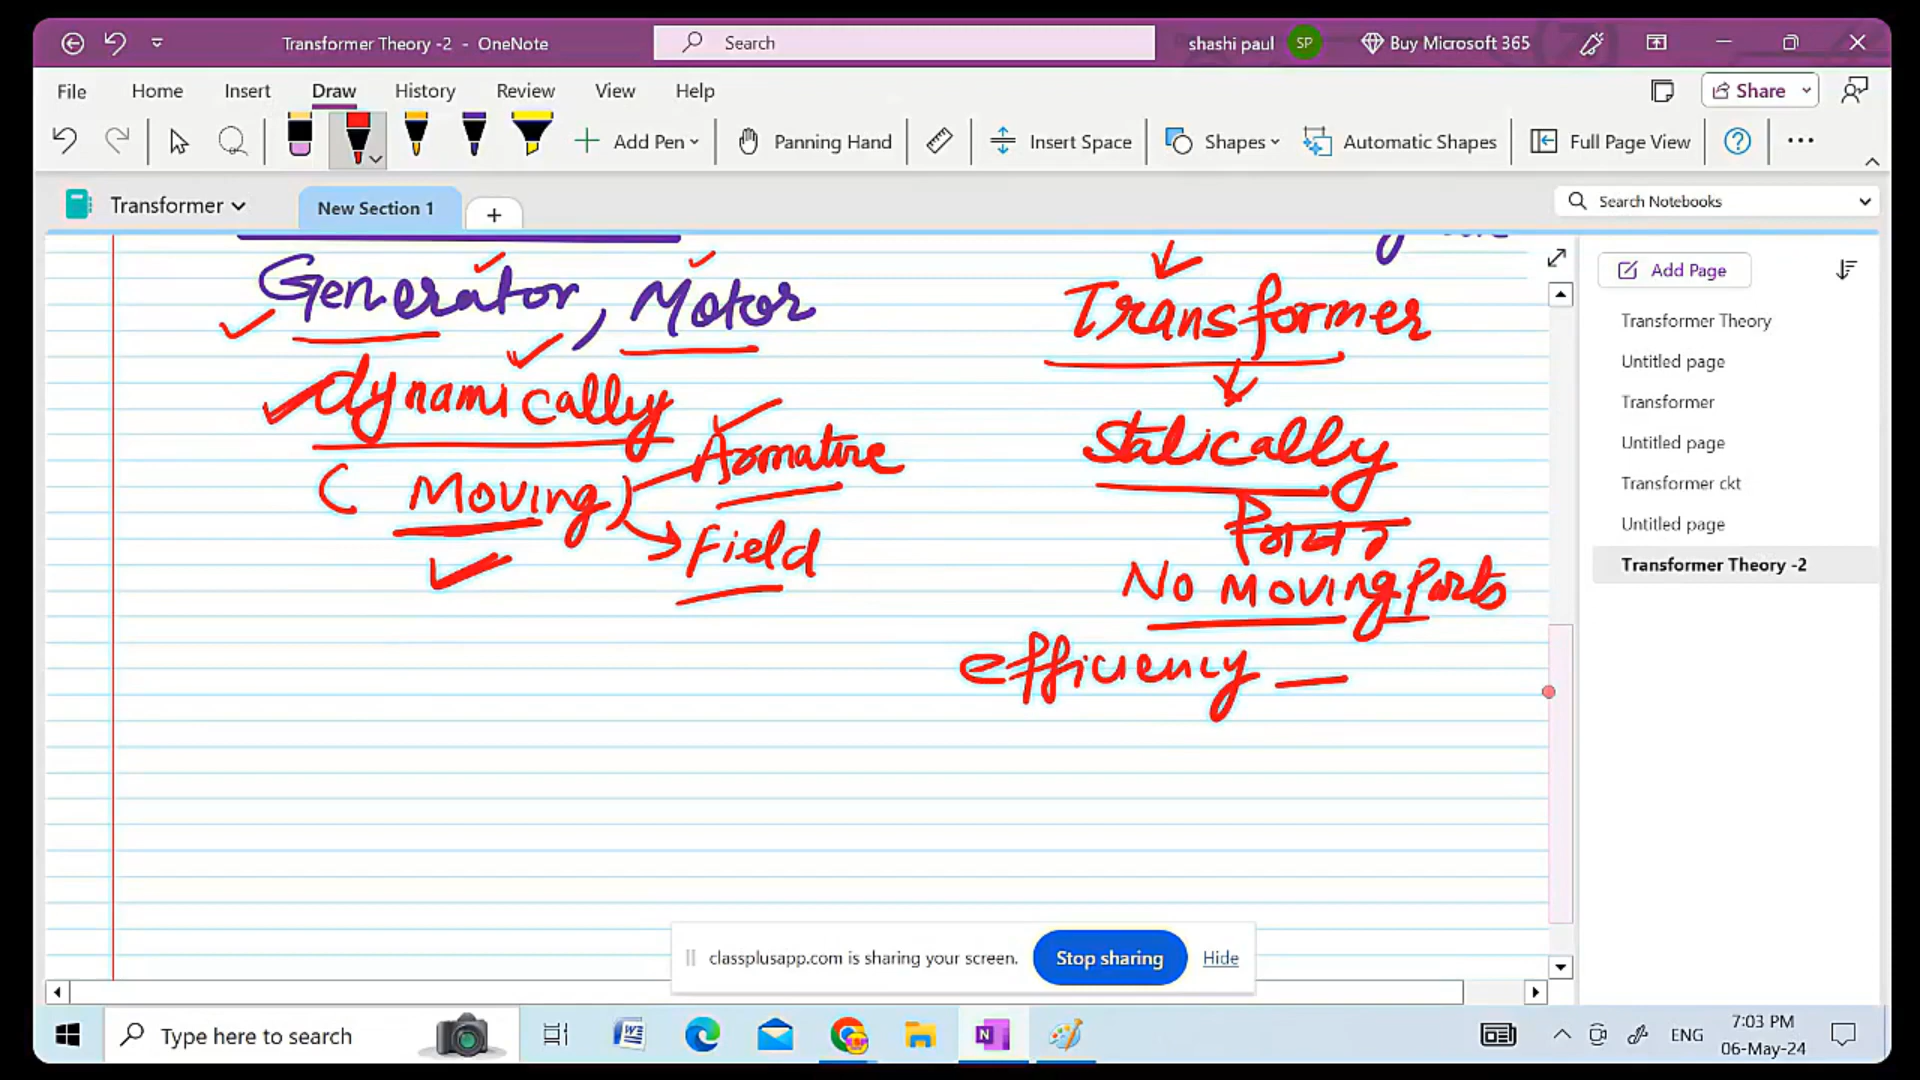 Transformer Theory -2 - OneNote
Search
shashi paul
SP
Buy Microsoft 365
File
Home
Insert
Draw
History
Review
View
Help
Share
Add Pen
Panning Hand
Insert Space
Shapes
Automatic Shapes
Full Page View
Transformer
New Section 1
Search Notebooks
Generator, Motor
dynamically
(Moving)
Armature
Field
Transformer
Statically
No moving Parts
efficiency —
Add Page
Transformer Theory
Untitled page
Transformer
Untitled page
Transformer ckt
Untitled page
Transformer Theory -2
classplusapp.com is sharing your screen.
Stop sharing
Hide
Type here to search
ENG
7:03 PM
06-May-24